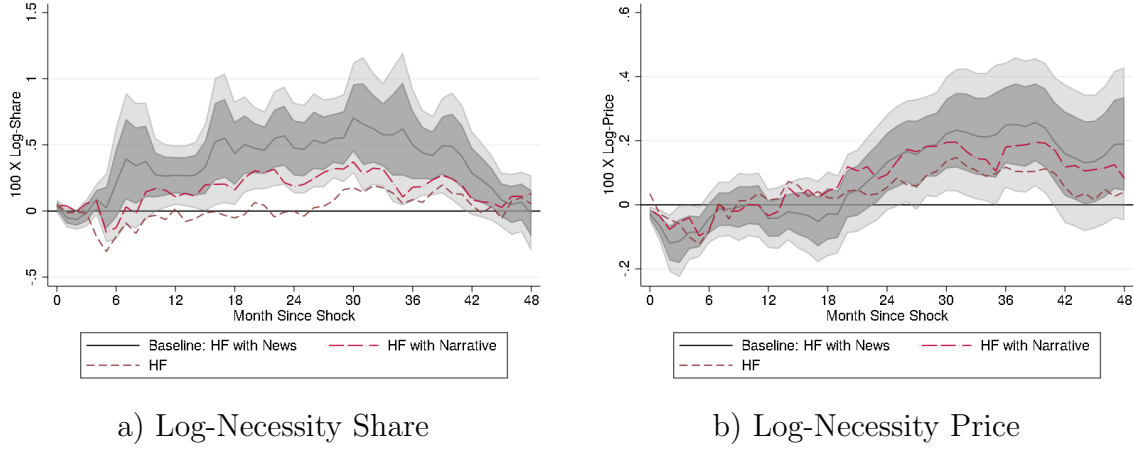 1.5
1
.5
0
-.5
100 X Log-Share
0 6 12 18 24 30 36 42 48
Month Since Shock
Baseline: HF with News HF with Narrative
HF
a) Log-Necessity Share
.6
.4
.2
0
-.2
100 X Log-Price
0 6 12 18 24 30 36 42 48
Month Since Shock
Baseline: HF with News HF with Narrative
HF
b) Log-Necessity Price